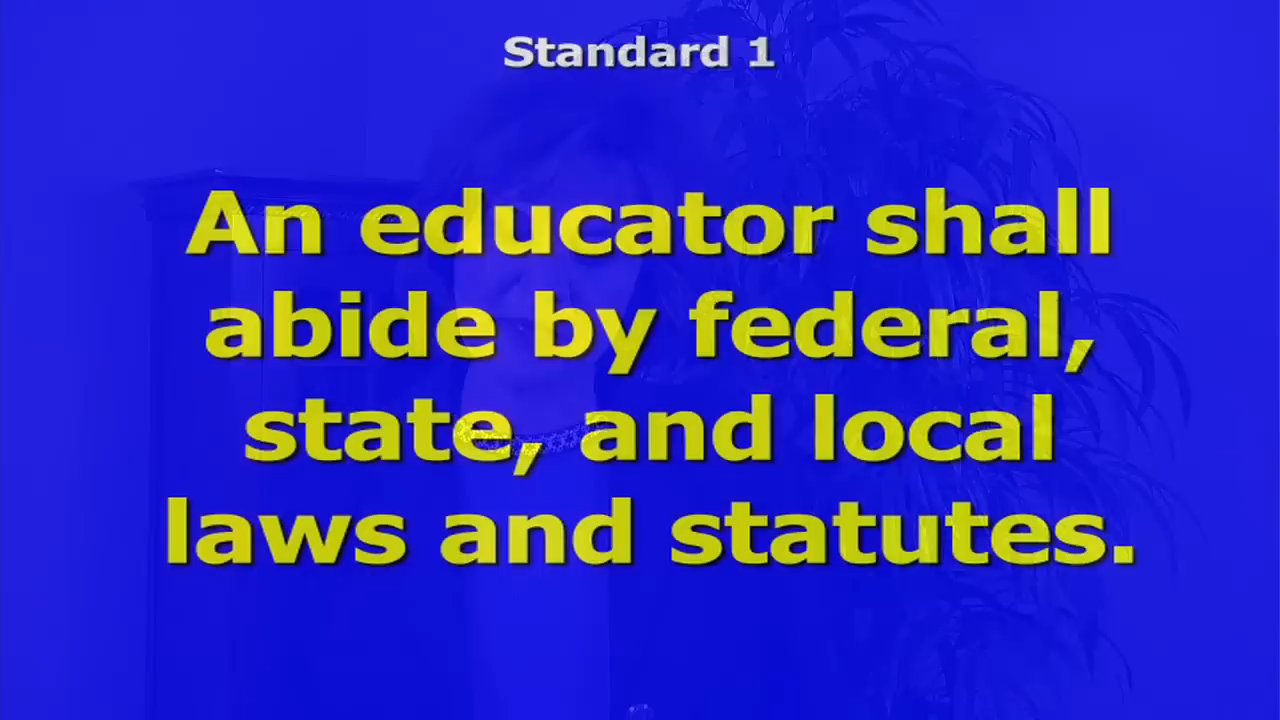 Standard 1
An educator shall
abide by federal,
state, and local
laws and statutes.